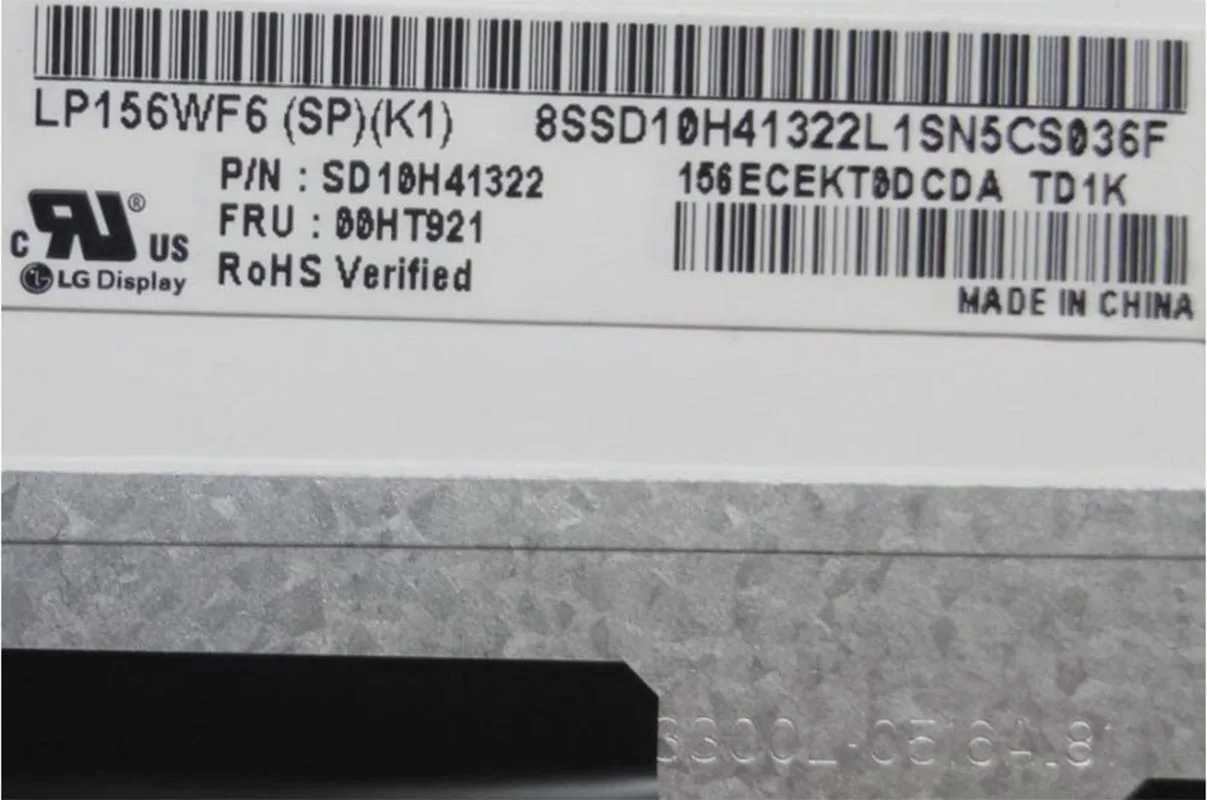 LP156WF6 (SP)(K1) 8SSD10H41322L1SN5CS036F
P/N : SD10H41322 156ECEKT0DCDA TD1K
FRU : 00HT921
C US
LG Display RoHS Verified
MADE IN CHINA